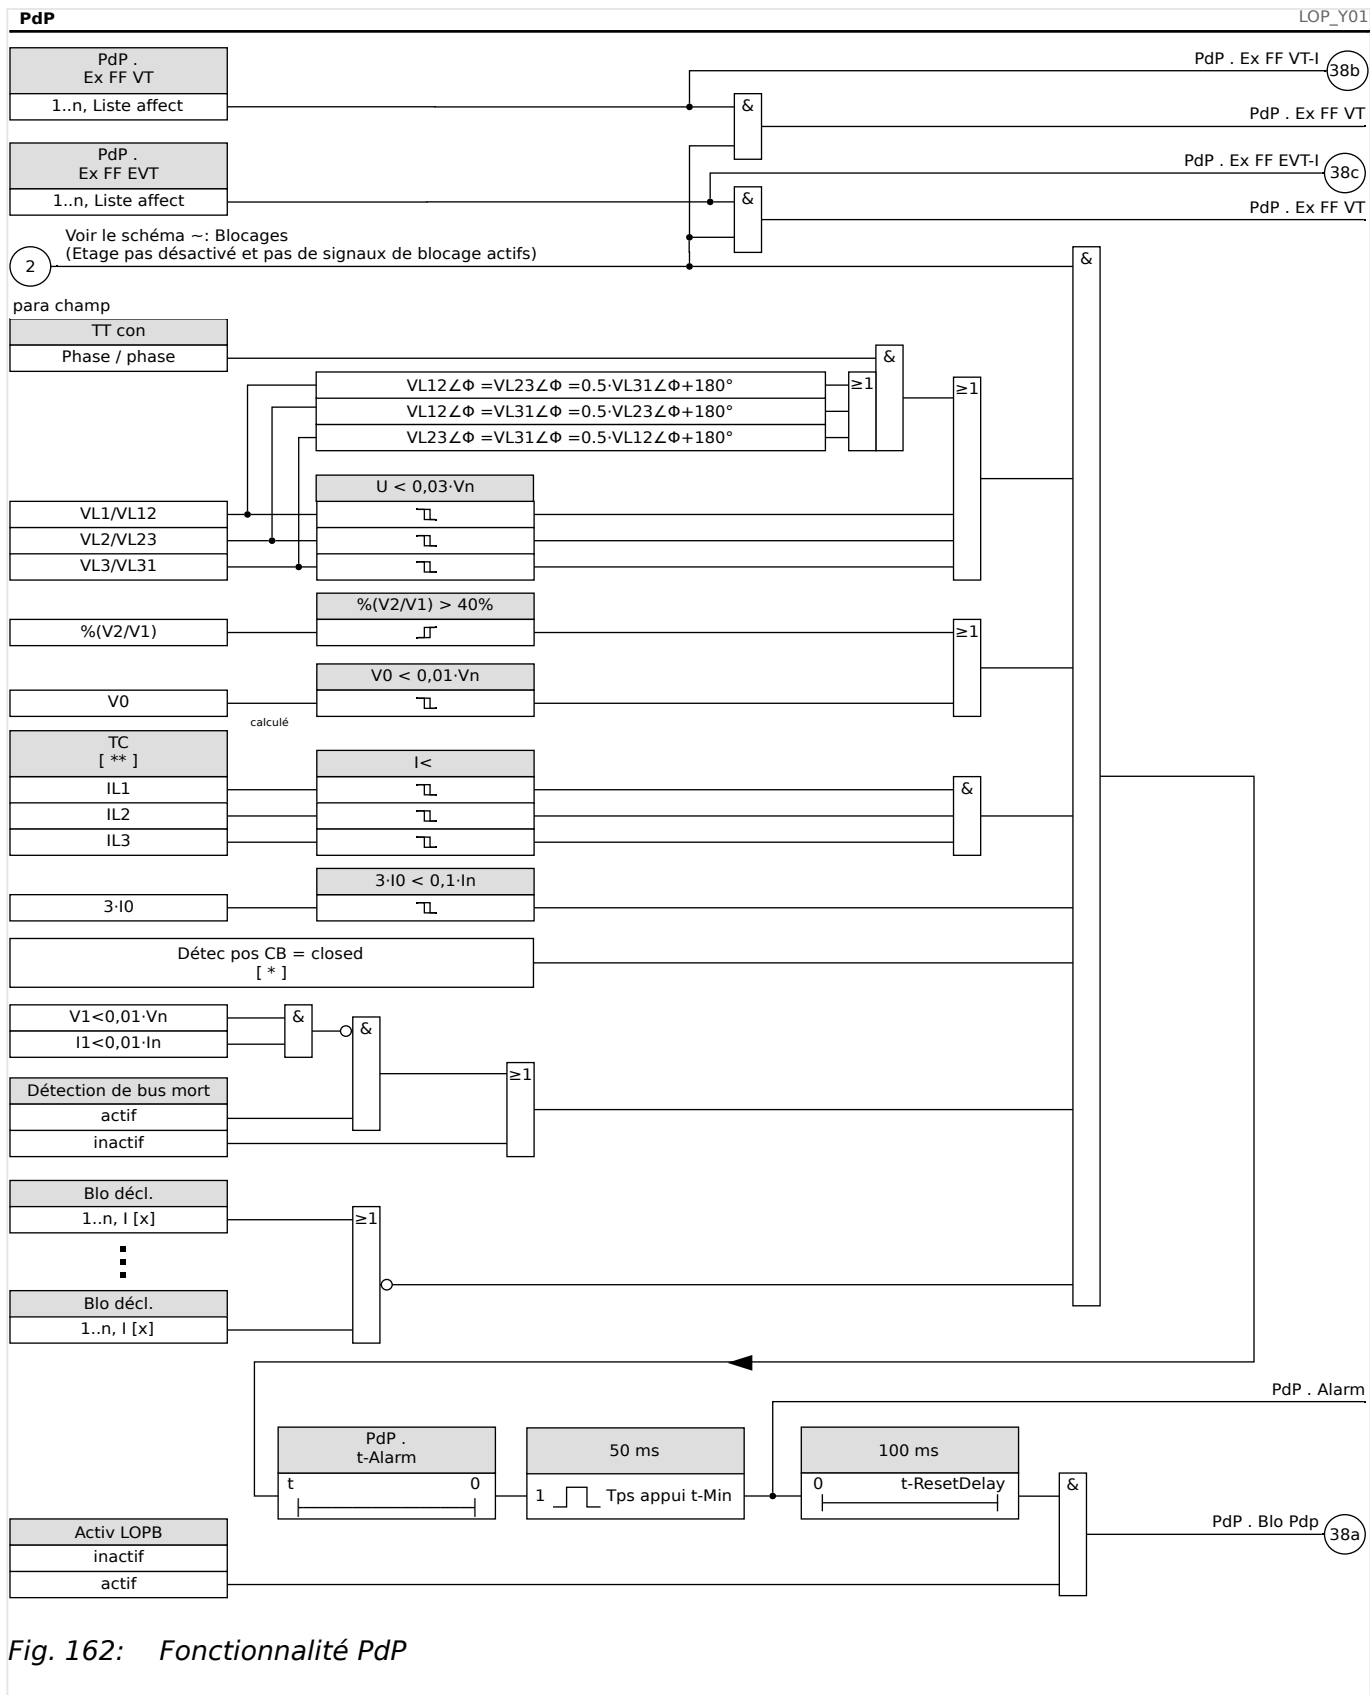 PdP
LOP_Y01
PdP .
Ex FF VT
1..n, Liste affect
PdP . Ex FF VT-I
38b
&
PdP . Ex FF VT
PdP .
Ex FF EVT
1..n, Liste affect
PdP . Ex FF EVT-I
38c
&
PdP . Ex FF VT
Voir le schéma ~: Blocages
(Etage pas désactivé et pas de signaux de blocage actifs)
2
&
para champ
TT con
Phase / phase
&
VL12∠Φ =VL23∠Φ =0.5·VL31∠Φ+180°
≥1
≥1
VL12∠Φ =VL31∠Φ =0.5·VL23∠Φ+180°
VL23∠Φ =VL31∠Φ =0.5·VL12∠Φ+180°
U < 0,03·Vn
VL1/VL12
VL2/VL23
VL3/VL31
%(V2/V1) > 40%
%(V2/V1)
≥1
V0 < 0,01·Vn
V0
calculé
TC
[ ** ]
I<
IL1
&
IL2
IL3
3·I0 < 0,1·In
3·I0
Détec pos CB = closed
[ * ]
V1<0,01·Vn
&
&
I1<0,01·In
≥1
Détection de bus mort
actif
inactif
Blo décl.
1..n, I [x]
≥1
Blo décl.
1..n, I [x]
PdP . Alarm
PdP .
t-Alarm
50 ms
100 ms
t 0
1 Tps appui t-Min
0 t-ResetDelay
&
Activ LOPB
PdP . Blo Pdp
38a
inactif
actif
Fig. 162: Fonctionnalité PdP